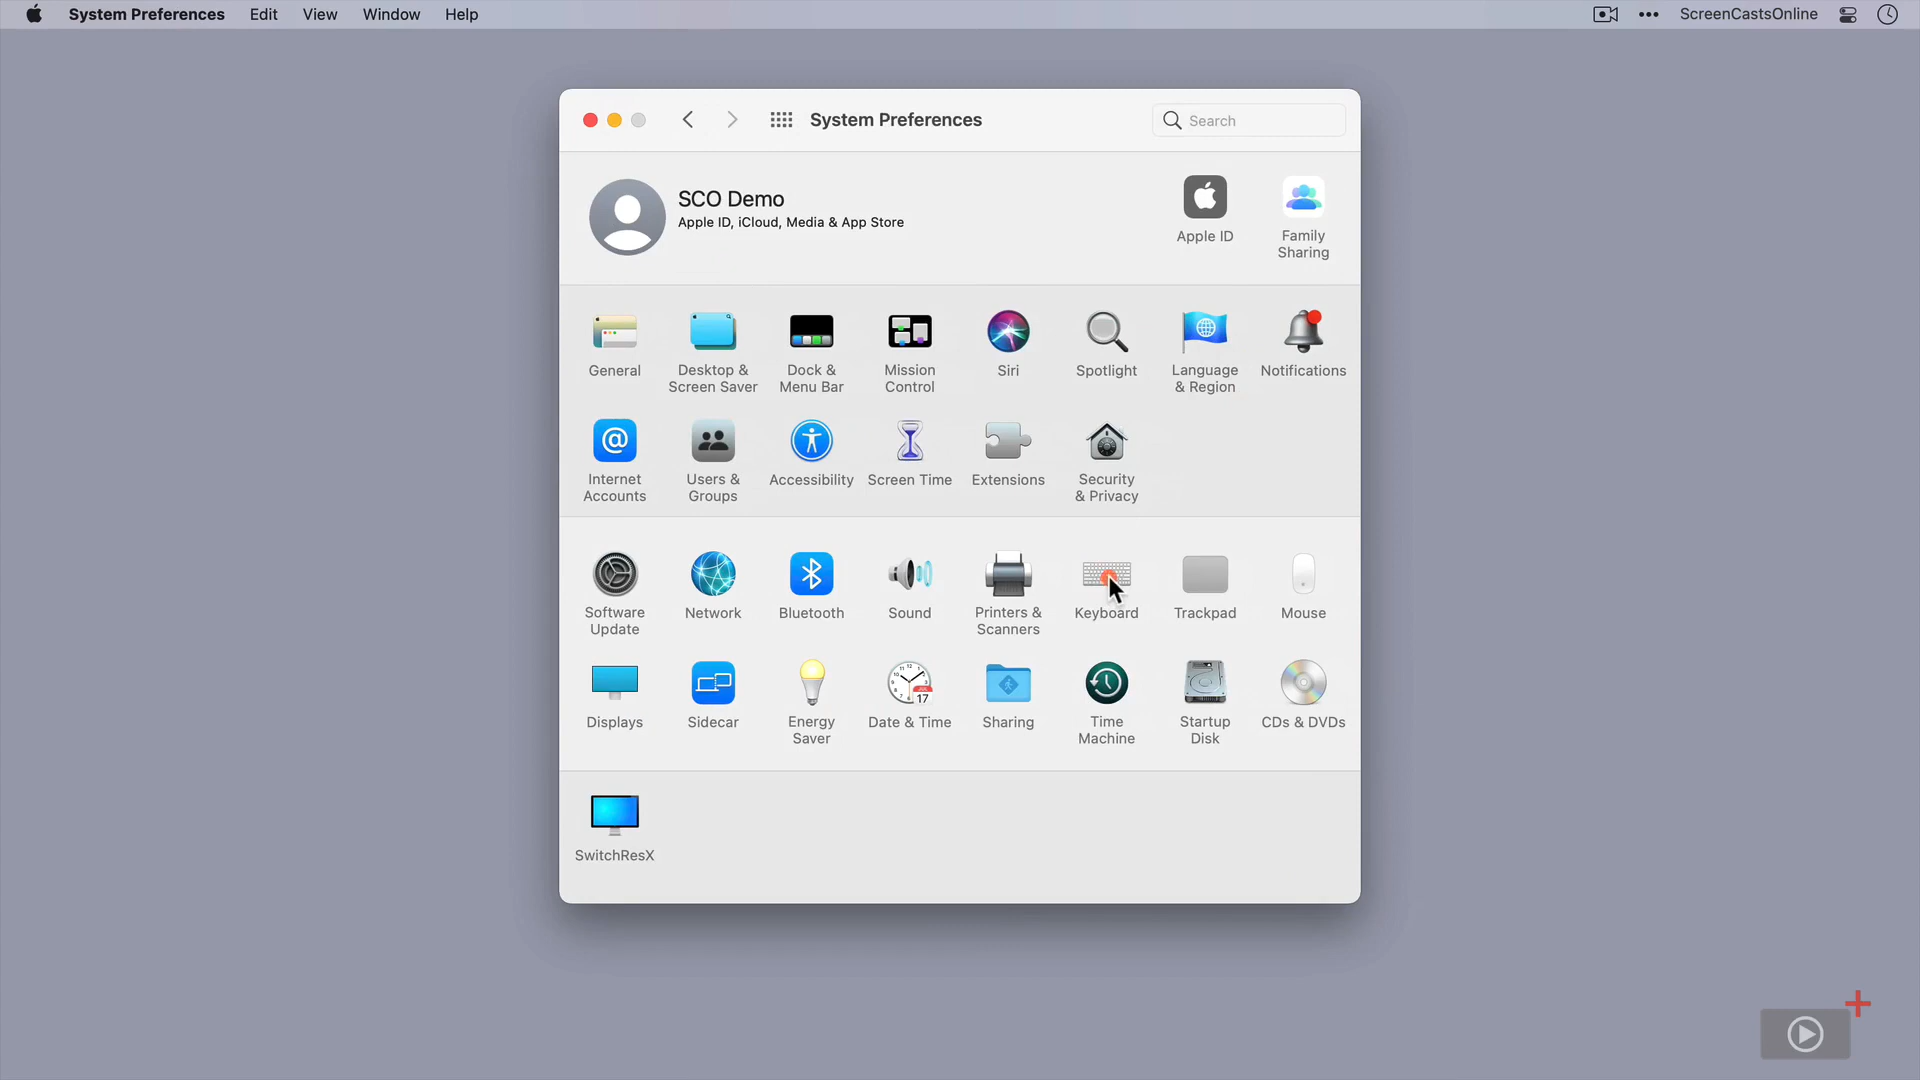 System Preferences Edit View Window Help ScreenCastsOnline
System Preferences
Search
SCO Demo
Apple ID, iCloud, Media & App Store
Apple ID
Family
Sharing
General
Desktop &
Screen Saver
Dock &
Menu Bar
Mission
Control
Siri
Spotlight
Language
& Region
Notifications
@
Internet
Accounts
Users &
Groups
Accessibility
Screen Time
Extensions
Security
& Privacy
Software
Update
Network
Bluetooth
Sound
Printers &
Scanners
Keyboard
Trackpad
Mouse
Displays
Sidecar
Energy
Saver
17
Date & Time
Sharing
Time
Machine
Startup
Disk
CDs & DVDs
SwitchResX